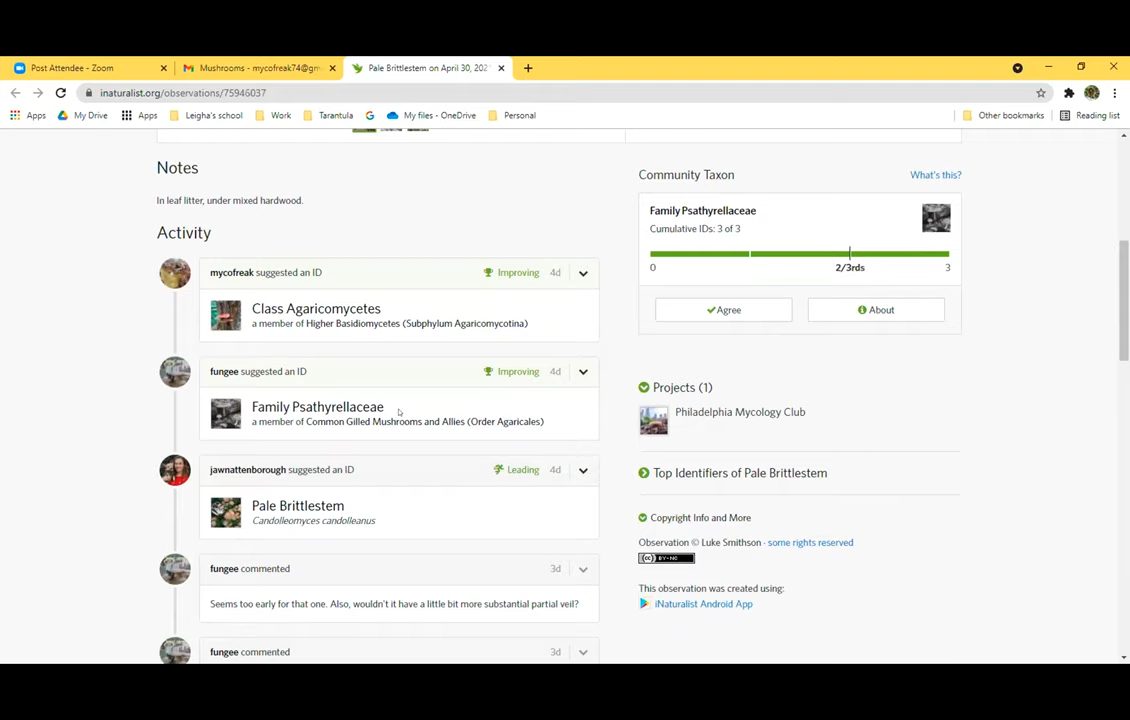 Post Attendee - Zoom
Mushrooms - mycofreak74@gm
Pale Brittlestem on April 30, 202
inaturalist.org/observations/75946037
Apps
My Drive
Apps
Leigha's school
Work
Tarantula
My files - OneDrive
Personal
Other bookmarks
Reading list
Notes
In leaf litter, under mixed hardwood.
Activity
mycofreak suggested an ID
Improving 4d
Class Agaricomycetes
a member of Higher Basidiomycetes (Subphylum Agaricomycotina)
fungee suggested an ID
Improving 4d
Family Psathyrellaceae
a member of Common Gilled Mushrooms and Allies (Order Agaricales)
jawnattenborough suggested an ID
Leading 4d
Pale Brittlestem
Candolleomyces candolleanus
fungee commented
3d
Seems too early for that one. Also, wouldn't it have a little bit more substantial partial veil?
fungee commented
3d
Community Taxon
What's this?
Family Psathyrellaceae
Cumulative IDs: 3 of 3
0
2/3rds
3
Agree
About
Projects (1)
Philadelphia Mycology Club
Top Identifiers of Pale Brittlestem
Copyright Info and More
Observation © Luke Smithson · some rights reserved
CC BY-NC
This observation was created using:
iNaturalist Android App